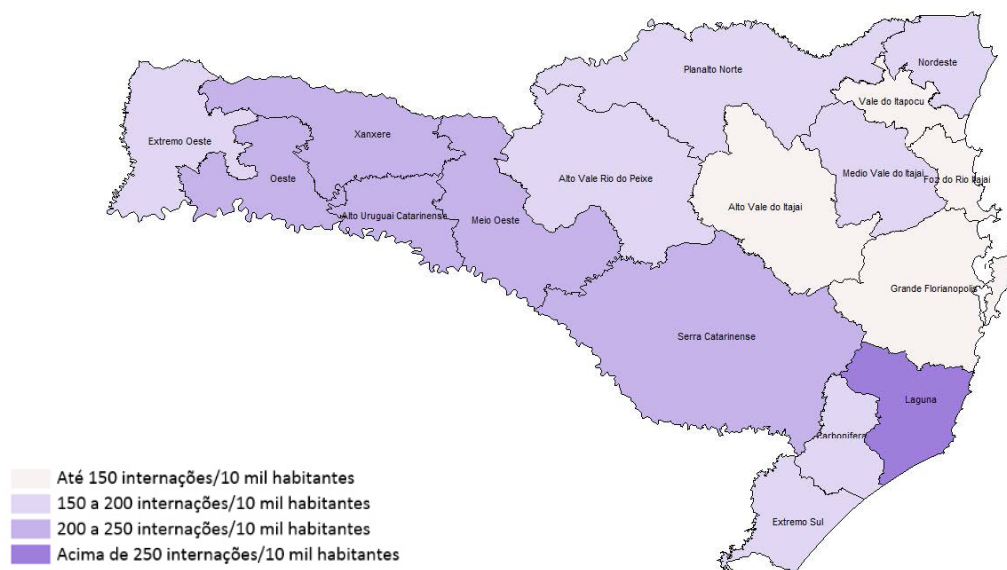 Nordeste
Planalto Norte
Vale do Itapocu
Xanxere
Extremo Oeste
Medio Vale do Itajai
Oeste
Alto Vale Rio do Peixe
Foz do Rio Itajai
Alto Vale do Itajai
Alto Uruguai Catarinense
Meio Oeste
Grande Florianopolis
Serra Catarinense
Laguna
Carbonifera
Até 150 internações/10 mil habitantes
150 a 200 internações/10 mil habitantes
Extremo Sul
200 a 250 internações/10 mil habitantes
Acima de 250 internações/10 mil habitantes